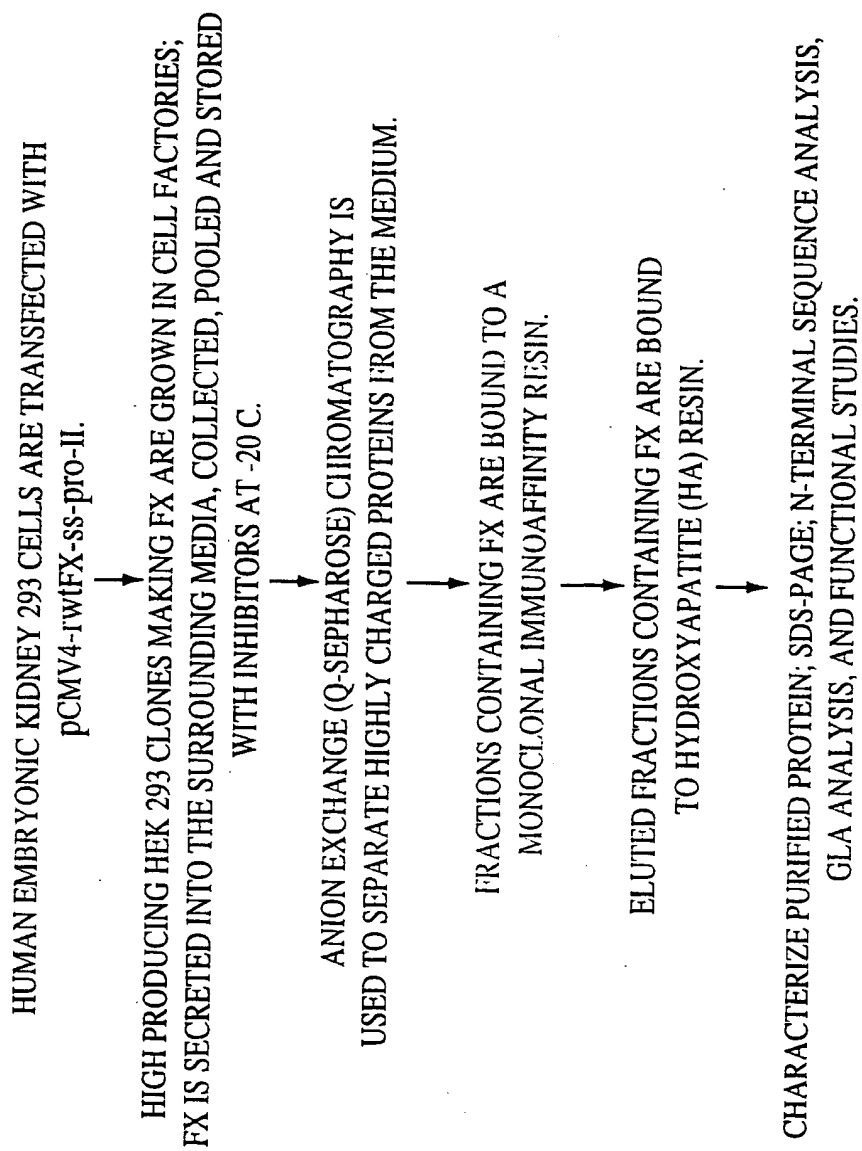 HUMAN EMBRYONIC KIDNEY 293 CELLS ARE TRANSFECTED WITH
pCMV4-rwtFX-ss-pro-II.
HIGH PRODUCING HEK 293 CLONES MAKING FX ARE GROWN IN CELL FACTORIES;
FX IS SECRETED INTO THE SURROUNDING MEDIA, COLLECTED, POOLED AND STORED
WITH INHIBITORS AT -20 C.
ANION EXCHANGE (Q-SEPHAROSE) CHROMATOGRAPHY IS
USED TO SEPARATE HIGHLY CHARGED PROTEINS FROM THE MEDIUM.
FRACTIONS CONTAINING FX ARE BOUND TO A
MONOCLONAL IMMUNOAFFINITY RESIN.
ELUTED FRACTIONS CONTAINING FX ARE BOUND
TO HYDROXYAPATITE (HA) RESIN.
CHARACTERIZE PURIFIED PROTEIN; SDS-PAGE; N-TERMINAL SEQUENCE ANALYSIS,
GLA ANALYSIS, AND FUNCTIONAL STUDIES.